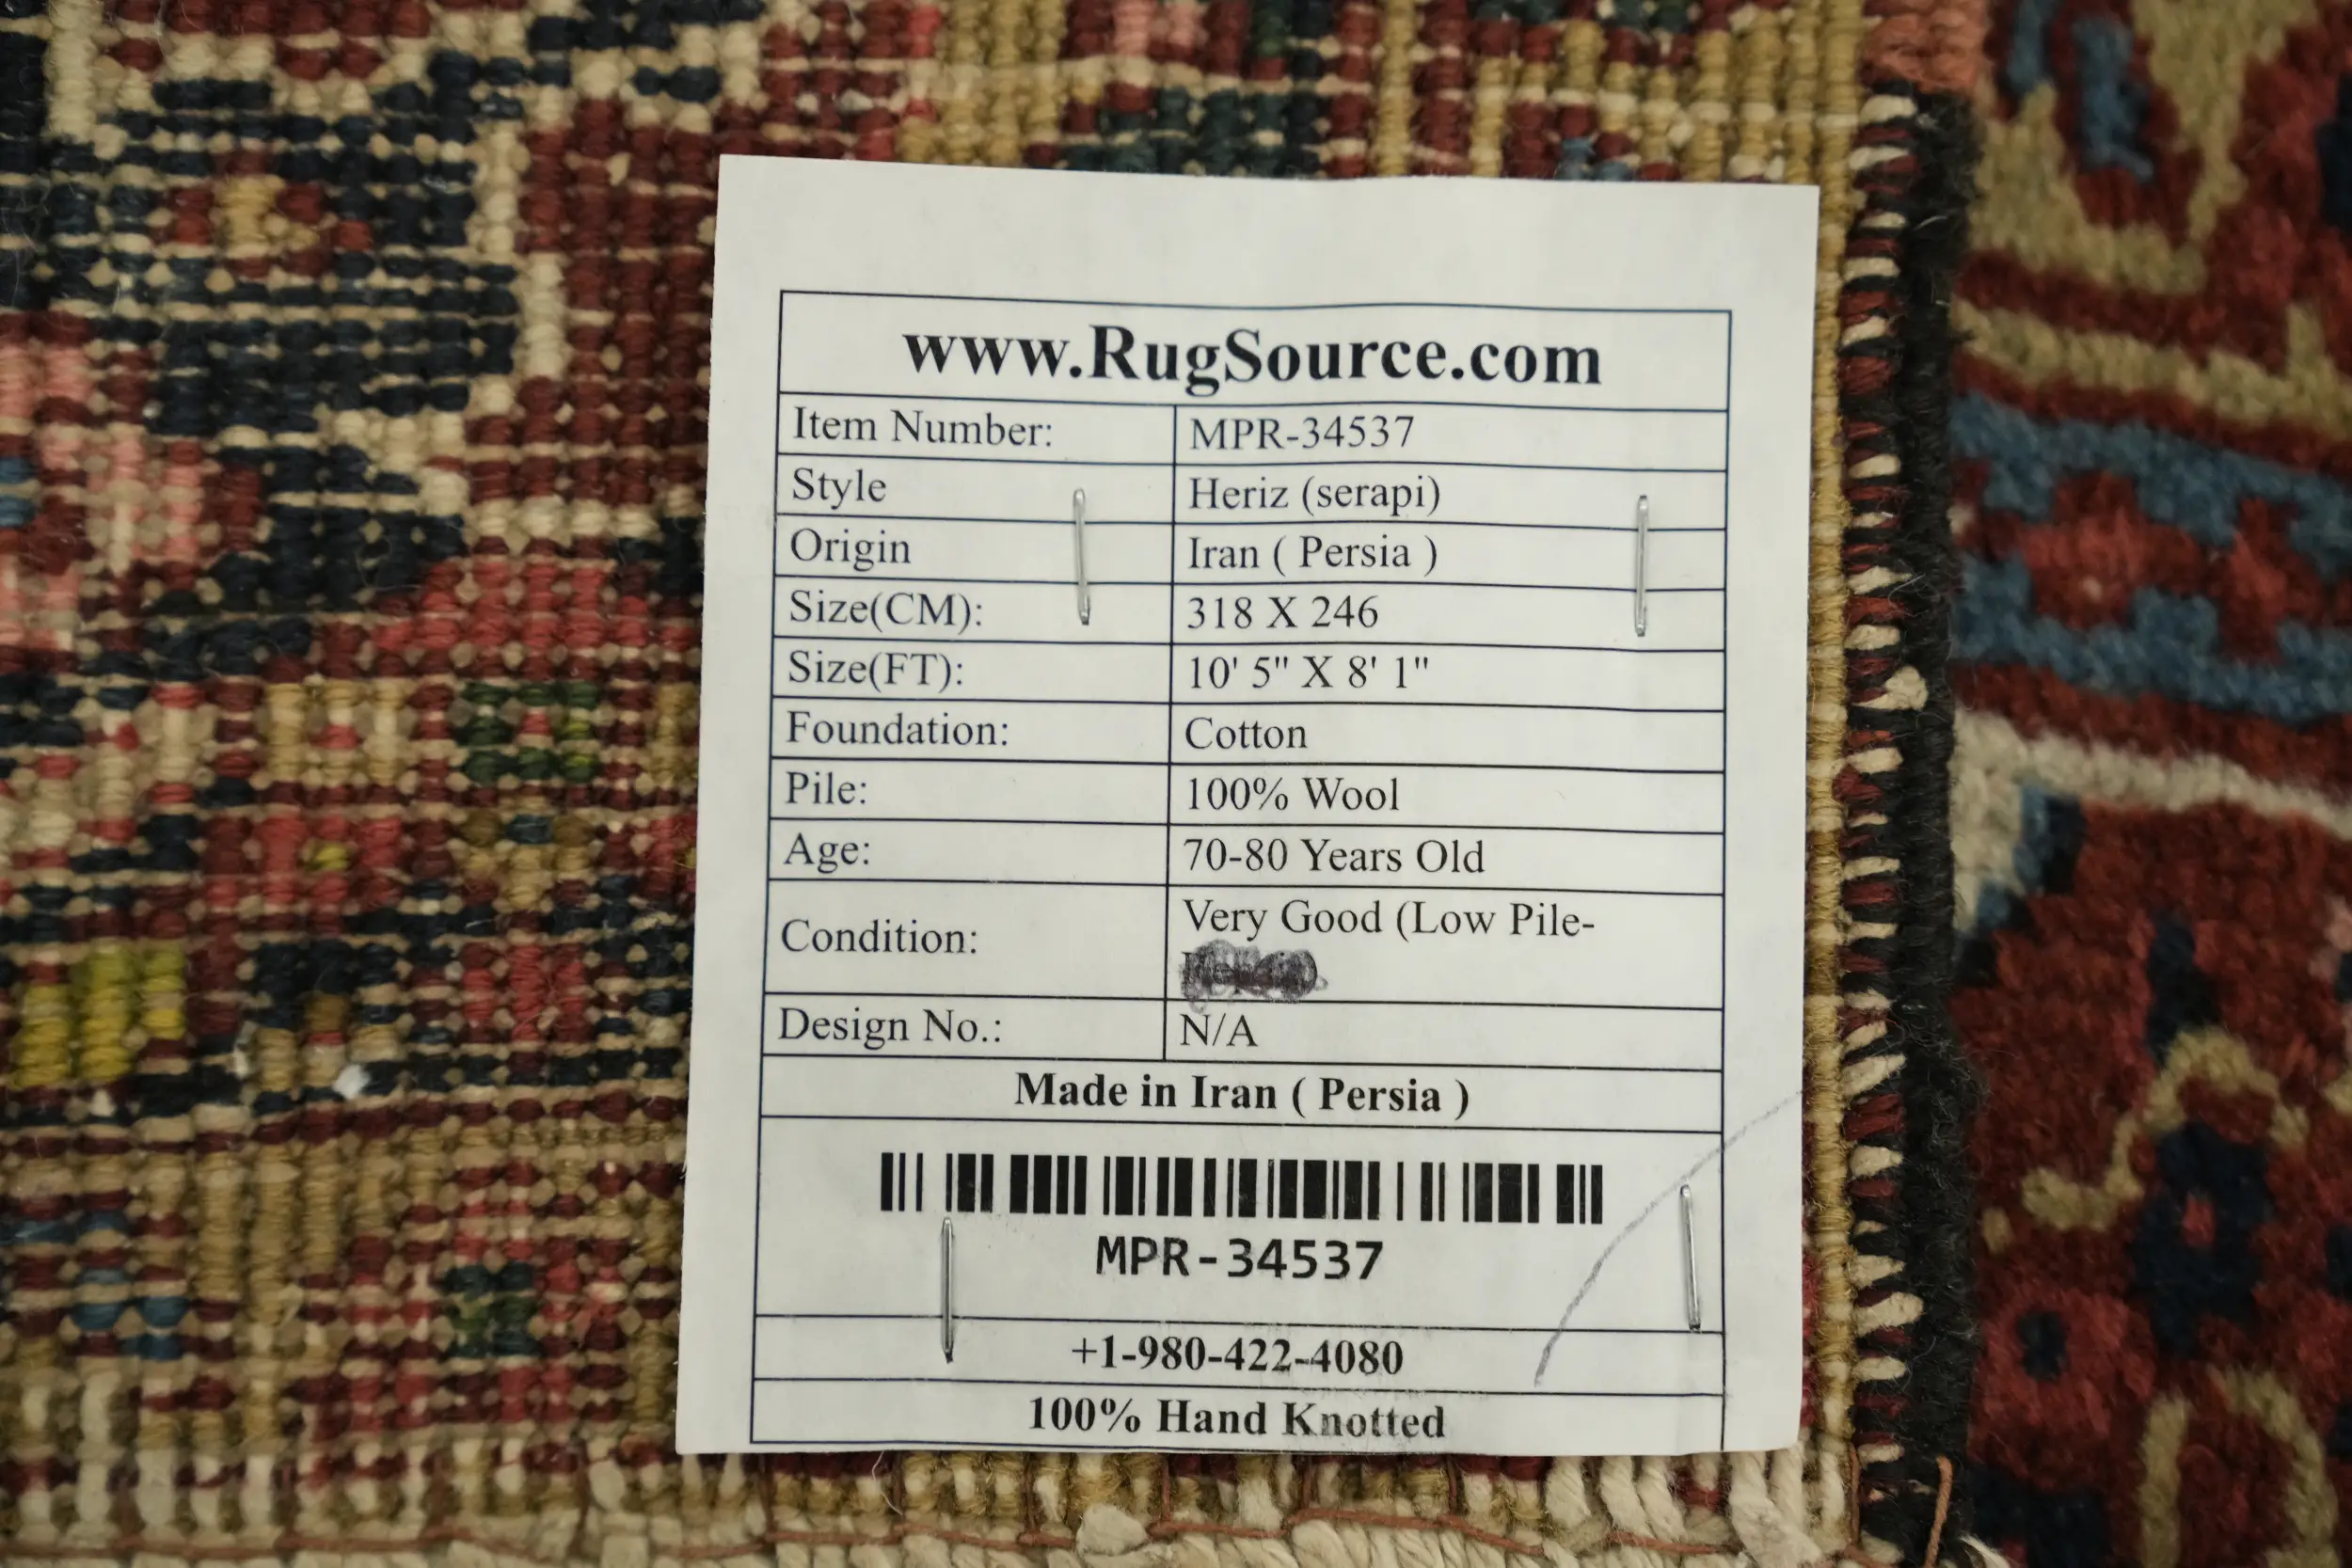 www.RugSource.com
Item Number: MPR-34537
Style Heriz (serapi)
Origin Iran ( Persia )
Size(CM): 318 X 246
Size(FT): 10' 5" X 8' 1"
Foundation: Cotton
Pile: 100% Wool
Age: 70-80 Years Old
Condition: Very Good (Low Pile-
Design No.: N/A
Made in Iran ( Persia )
MPR-34537
+1-980-422-4080
100% Hand Knotted